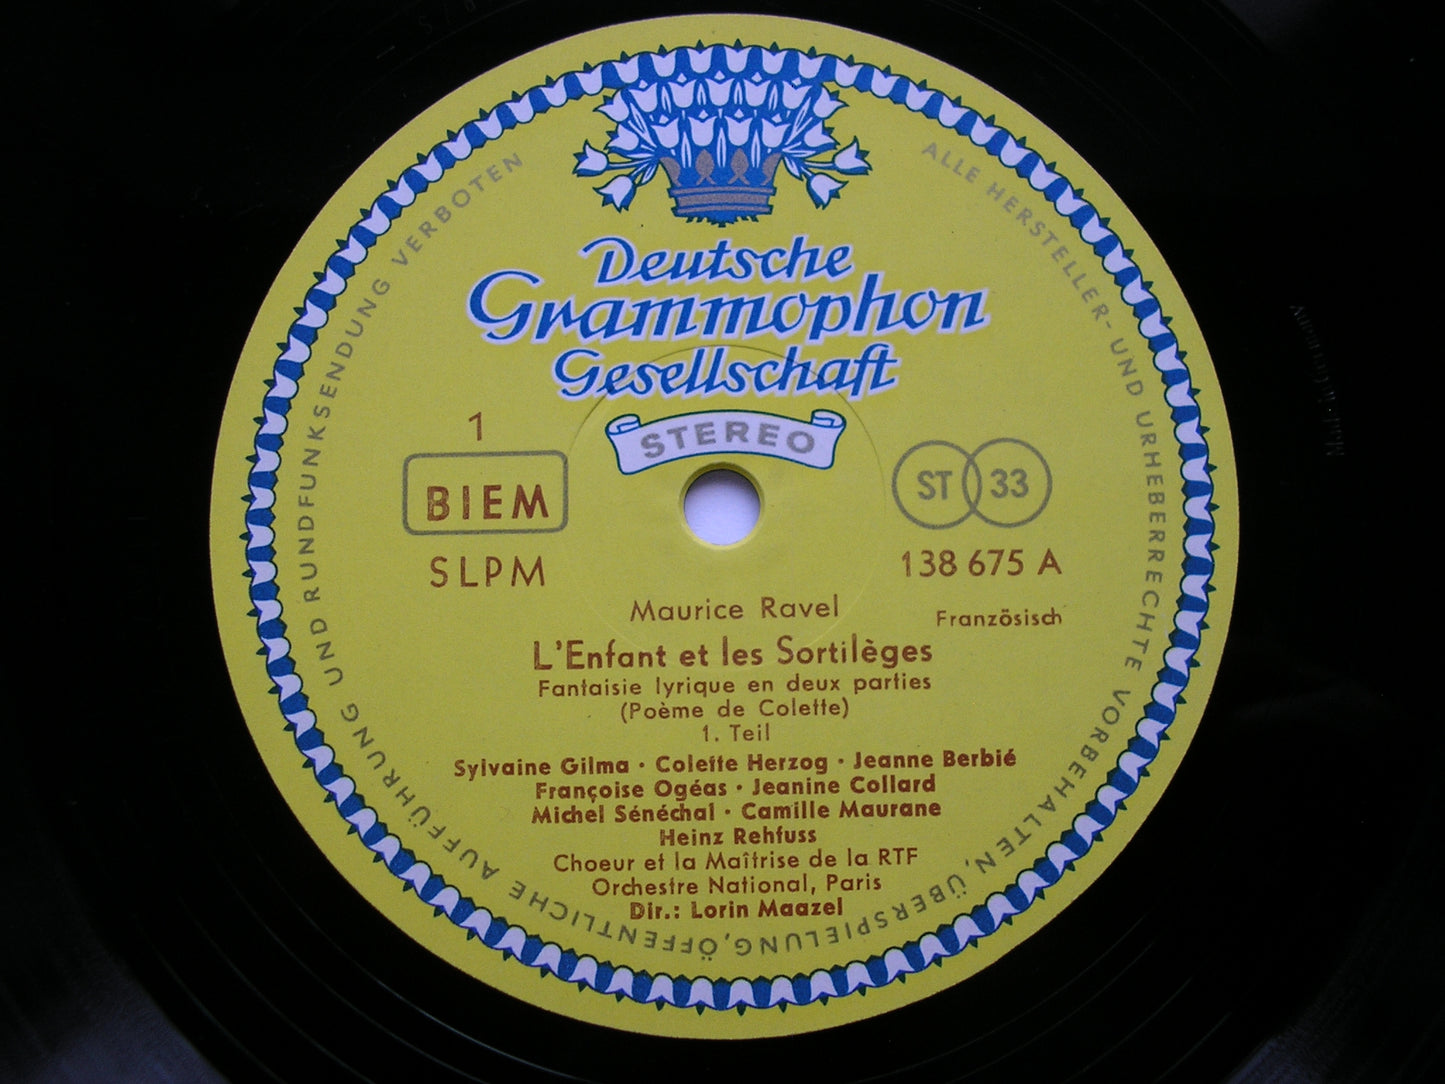 Deutsche
Grammophon
Gesellschaft
STEREO
1
BIEM
SLPM
ST 33
138 675 A
Maurice Ravel
Französisch
L'Enfant et les Sortilèges
Fantaisie lyrique en deux parties
(Poème de Colette)
1. Teil
Sylvaine Gilma · Colette Herzog · Jeanne Berbié
Françoise Ogéas · Jeanine Collard
Michel Sénéchal · Camille Maurane
Heinz Rehfuss
Choeur et la Maîtrise de la RTF
Orchestre National, Paris
Dir.: Lorin Maazel
ALLE HERSTELLER- UND URHEBERRECHTE VORBEHALTEN, ÜBERSPIELUNG, ÖFFENTLICHE AUFFÜHRUNG UND RUNDFUNKSENDUNG VERBOTEN